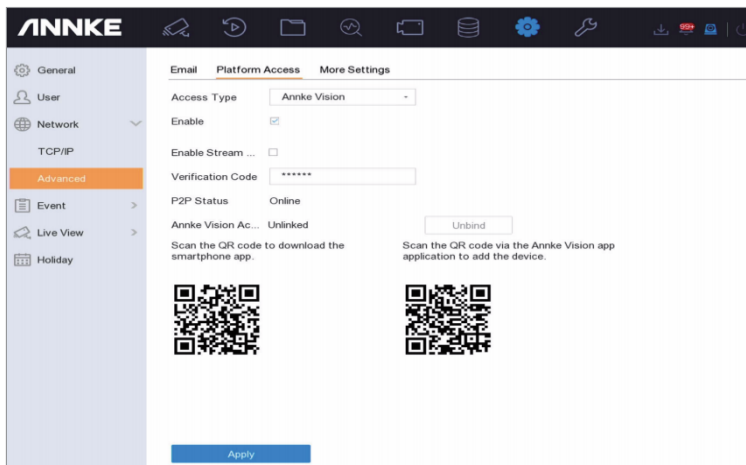 ANNKE
99+
General
User
Network
TCP/IP
Advanced
Event
Live View
Holiday
Email Platform Access More Settings
Access Type Annke Vision
Enable
Enable Stream ...
Verification Code ******
P2P Status Online
Annke Vision Ac... Unlinked Unbind
Scan the QR code to download the
smartphone app.
Scan the QR code via the Annke Vision app
application to add the device.
Apply